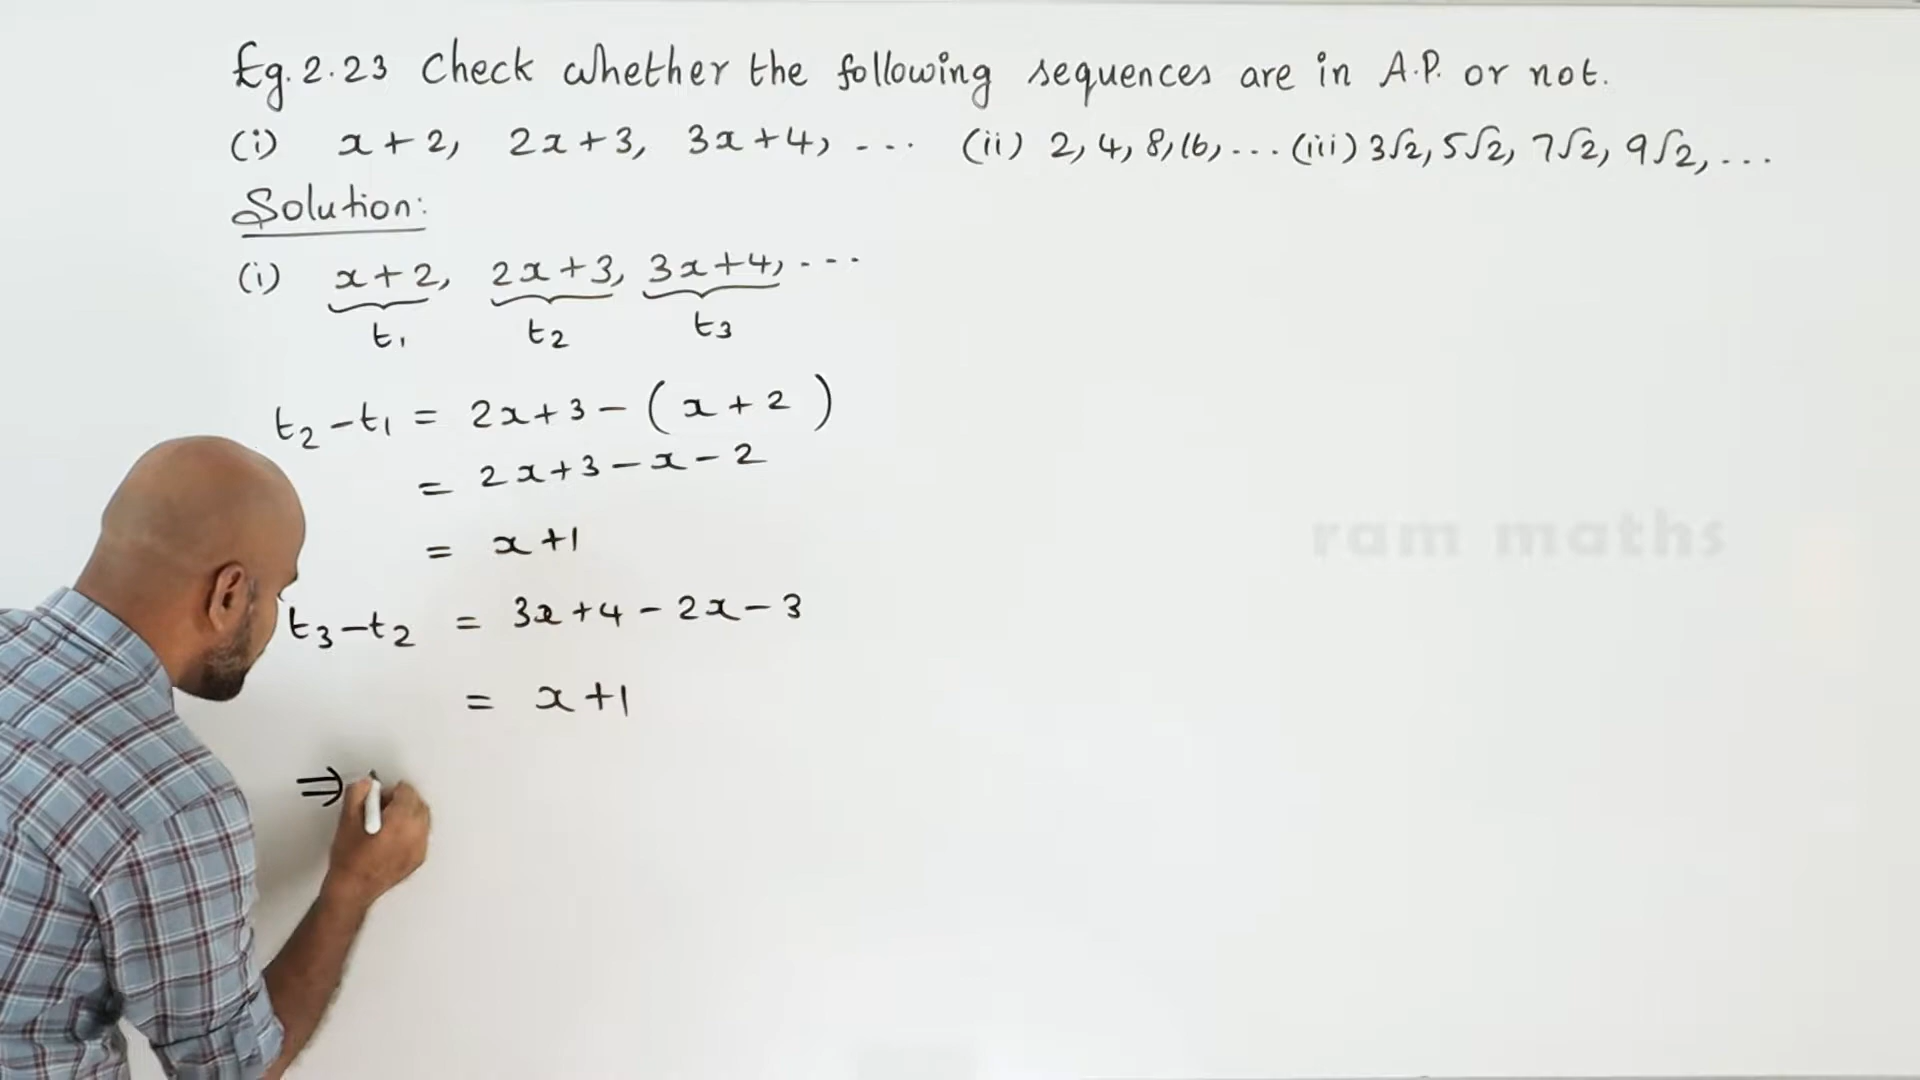 Eg. 2.23 Check whether the following sequences are in A.P. or not.
(i) x+2, 2x+3, 3x+4, ... (ii) 2, 4, 8, 16, ... (iii) 3√2, 5√2, 7√2, 9√2, ...
Solution:
(i) x+2, 2x+3, 3x+4, ...
t₁ t₂ t₃
t₂-t₁ = 2x+3-(x+2)
= 2x+3-x-2
= x+1
ram maths
t₃-t₂ = 3x+4-2x-3
= x+1
⇒